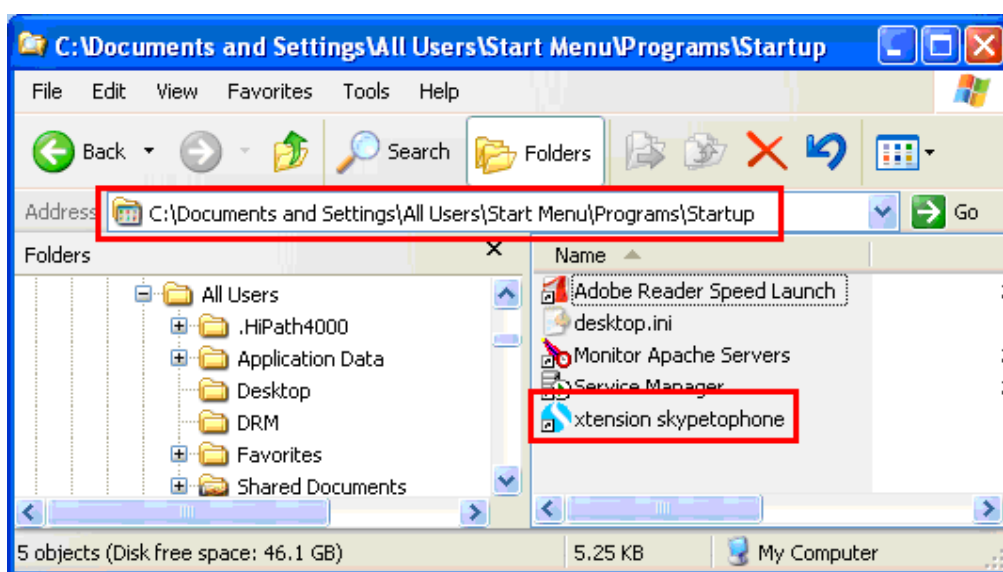 C:\Documents and Settings\All Users\Start Menu\Programs\Startup
File Edit View Favorites Tools Help
Back Search Folders
Address C:\Documents and Settings\All Users\Start Menu\Programs\Startup Go
Folders
All Users
.HiPath4000
Application Data
Desktop
DRM
Favorites
Shared Documents
Name
Adobe Reader Speed Launch
desktop.ini
Monitor Apache Servers
Service Manager
xtension skypetophone
5 objects (Disk free space: 46.1 GB) 5.25 KB My Computer